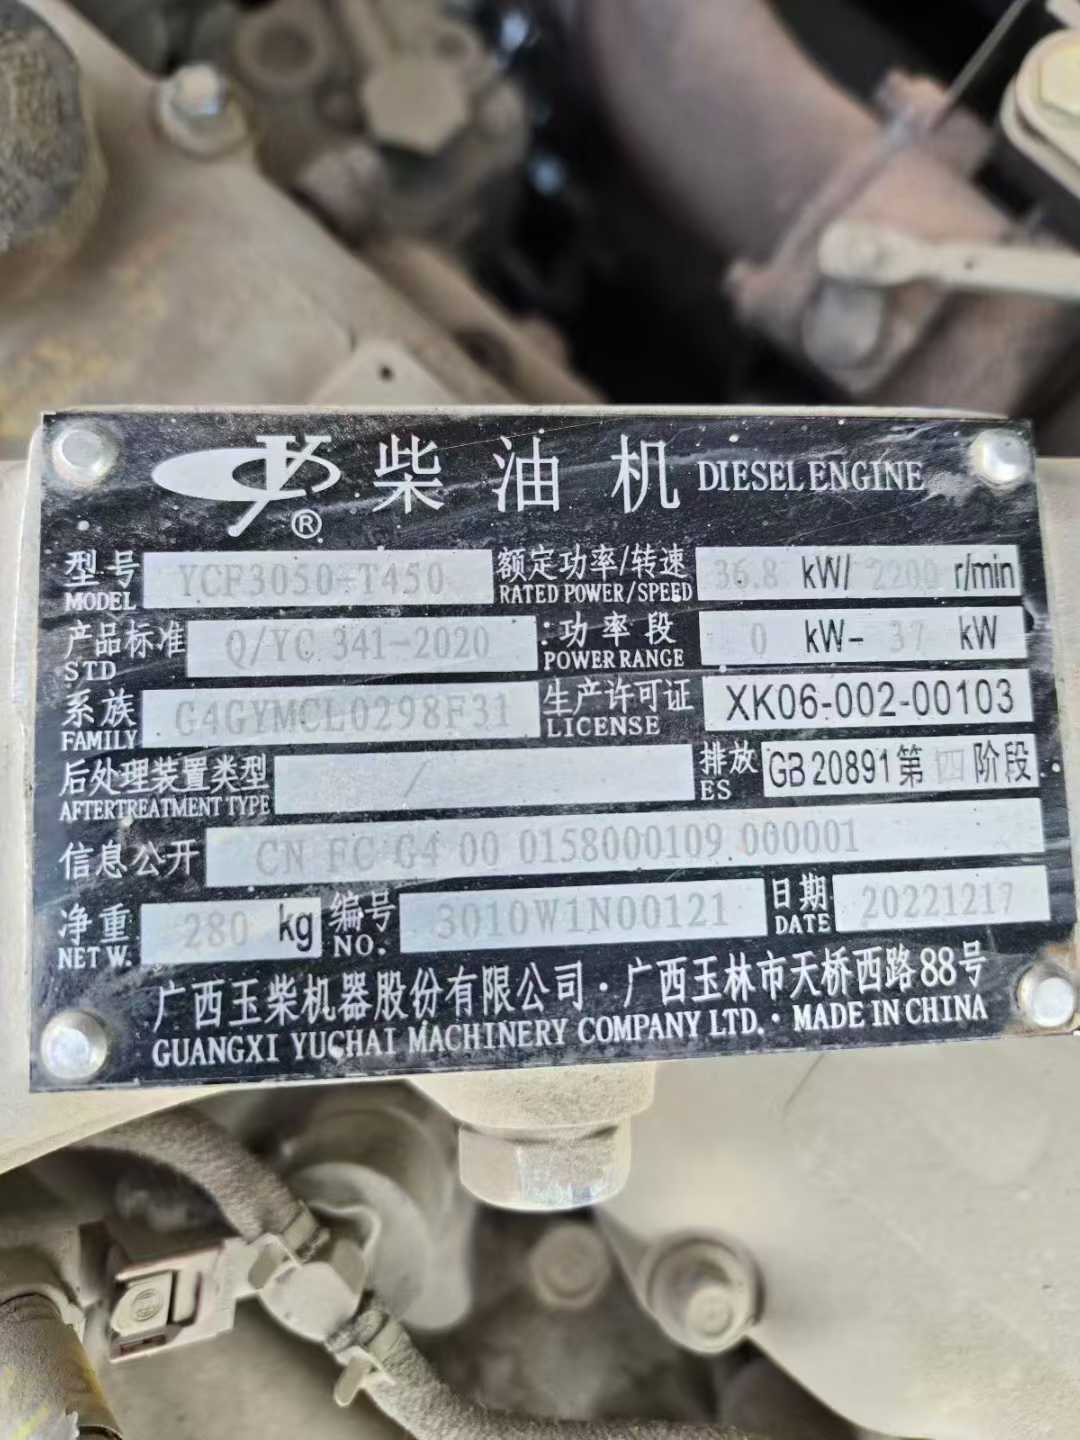 柴油机 DIESEL ENGINE
®
型号 MODEL YCF3050-T450 额定功率/转速 RATED POWER/SPEED 36.8 kW/ 2200 r/min
产品标准 STD Q/YC 341-2020 功率段 POWER RANGE 0 kW- 37 kW
系族 FAMILY G4GYMCL0298F31 生产许可证 LICENSE XK06-002-00103
后处理装置类型 AFTERTREATMENT TYPE / 排放 ES GB 20891第四阶段
信息公开 CN FC G4 00 0158000109 000001
净重 NET W. 280 kg 编号 NO. 3010W1N00121 日期 DATE 20221217
广西玉柴机器股份有限公司·广西玉林市天桥西路88号
GUANGXI YUCHAI MACHINERY COMPANY LTD.·MADE IN CHINA